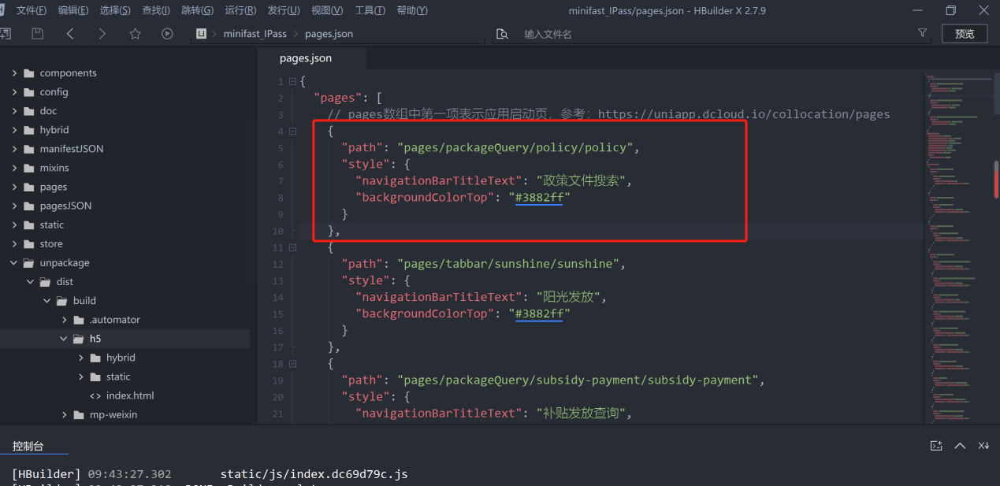 文件(F) 编辑(E) 选择(S) 查找(I) 跳转(G) 运行(R) 发行(U) 视图(V) 工具(T) 帮助(Y) minifast_IPass/pages.json - HBuilder X 2.7.9
minifast_IPass pages.json 输入文件名 预览
components
config
doc
hybrid
manifestJSON
mixins
pages
pagesJSON
static
store
unpackage
dist
build
.automator
h5
hybrid
static
index.html
mp-weixin
pages.json
1 {
2 "pages": [
3 // pages数组中第一项表示应用启动页，参考：https://uniapp.dcloud.io/collocation/pages
4 {
5 "path": "pages/packageQuery/policy/policy",
6 "style": {
7 "navigationBarTitleText": "政策文件搜索",
8 "backgroundColorTop": "#3882ff"
9 }
10 },
11 {
12 "path": "pages/tabbar/sunshine/sunshine",
13 "style": {
14 "navigationBarTitleText": "阳光发放",
15 "backgroundColorTop": "#3882ff"
16 }
17 },
18 {
19 "path": "pages/packageQuery/subsidy-payment/subsidy-payment",
20 "style": {
21 "navigationBarTitleText": "补贴发放查询",
控制台
[HBuilder] 09:43:27.302 static/js/index.dc69d79c.js